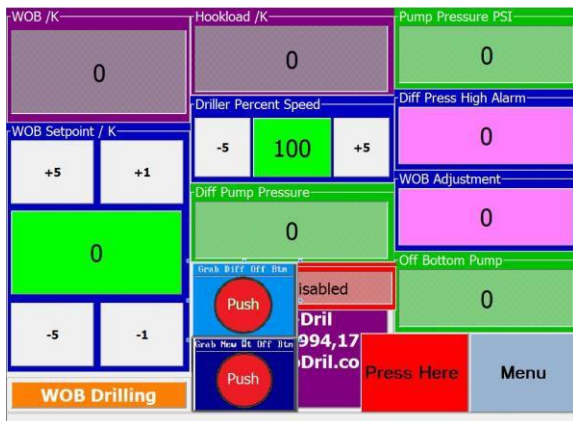 WOB /K
0
Hookload /K
0
Pump Pressure PSI
0
WOB Setpoint / K
+5
+1
0
-5
-1
WOB Drilling
Driller Percent Speed
-5
100
+5
Diff Pump Pressure
0
Grab Diff Off Btm
Push
isabled
Dril
994,17
Dril.co
Grab New Wt Off Btm
Push
Diff Press High Alarm
0
WOB Adjustment
0
Off Bottom Pump
0
Press Here
Menu